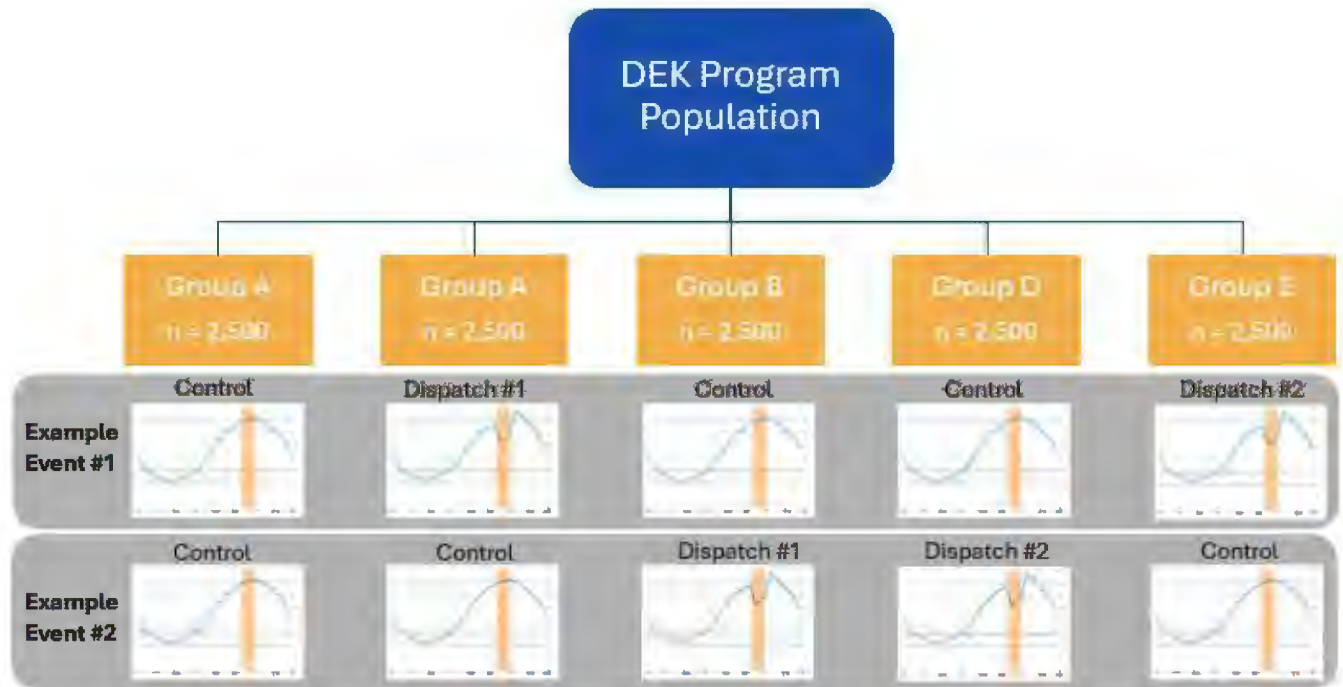 DEK Program
Population
Group A
Group A
Group B
Group D
Group E
n = 2,500
n = 2,500
n = 2,500
n = 2,500
n = 2,500
Control
Dispatch #1
Control
Control
Dispatch #2
Example
Event #1
Control
Control
Dispatch #1
Dispatch #2
Control
Example
Event #2